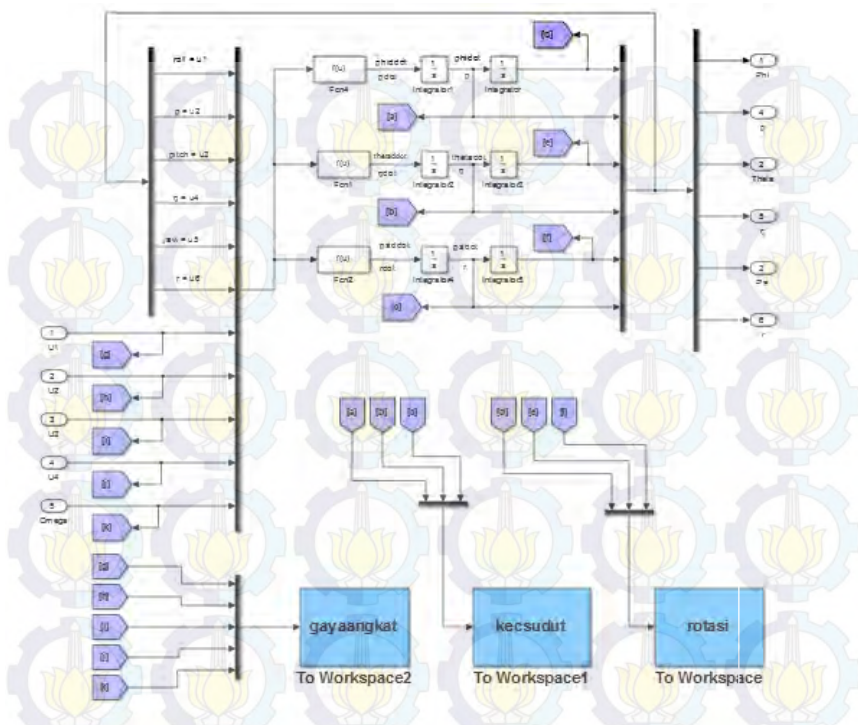 roll = u1
p = u2
pitch = u3
q = u4
yaw = u5
r = u6
f(u)
Fcn4
phiddot
pdot
1
s
Integrator1
phidot
p
1
s
Integrator
[a]
f(u)
Fcn1
thetaddot
qdot
1
s
Integrator2
thetadot
q
1
s
Integrator3
[e]
[b]
f(u)
Fcn2
psiddot
rdot
1
s
Integrator4
psidot
r
1
s
Integrator5
[f]
[c]
1
Phi
4
p
Theta
5
q
6
r
1
U1
[g]
2
U2
[h]
3
U3
[i]
4
U4
5
Omega
[k]
[a]
[b]
[c]
[d]
[e]
[f]
[g]
[h]
[i]
[k]
gayaangkat
To Workspace2
kecsudut
To Workspace1
rotasi
To Workspace